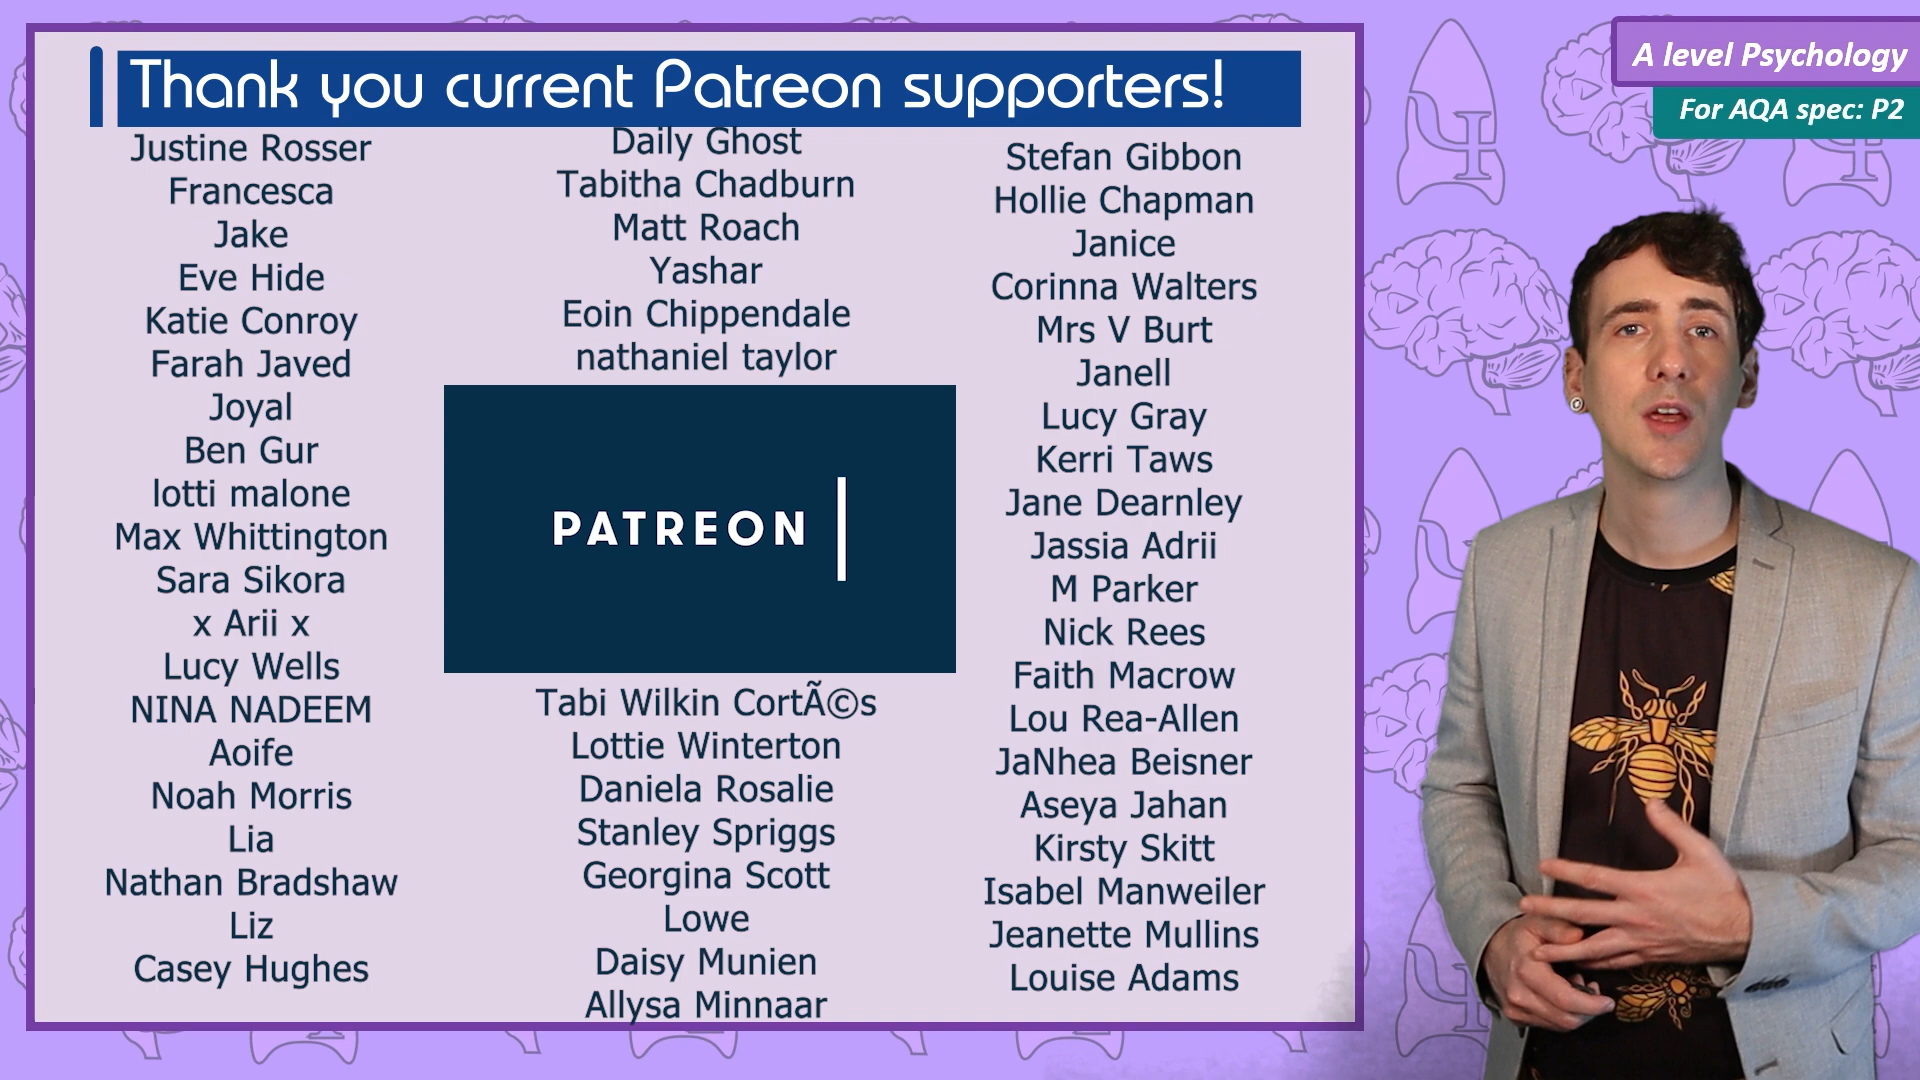 Thank you current Patreon supporters!
Justine Rosser
Francesca
Jake
Eve Hide
Katie Conroy
Farah Javed
Joyal
Ben Gur
lotti malone
Max Whittington
Sara Sikora
x Arii x
Lucy Wells
NINA NADEEM
Aoife
Noah Morris
Lia
Nathan Bradshaw
Liz
Casey Hughes
Daily Ghost
Tabitha Chadburn
Matt Roach
Yashar
Eoin Chippendale
nathaniel taylor
PATREON
Tabi Wilkin CortÃ©s
Lottie Winterton
Daniela Rosalie
Stanley Spriggs
Georgina Scott
Lowe
Daisy Munien
Allysa Minnaar
Stefan Gibbon
Hollie Chapman
Janice
Corinna Walters
Mrs V Burt
Janell
Lucy Gray
Kerri Taws
Jane Dearnley
Jassia Adrii
M Parker
Nick Rees
Faith Macrow
Lou Rea-Allen
JaNhea Beisner
Aseya Jahan
Kirsty Skitt
Isabel Manweiler
Jeanette Mullins
Louise Adams
A level Psychology
For AQA spec: P2